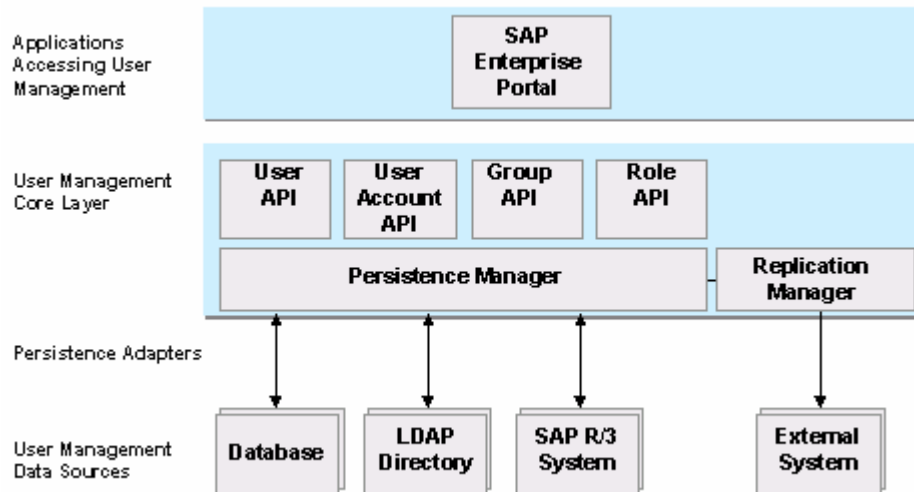 Applications
Accessing User
Management
SAP
Enterprise
Portal
User Management
Core Layer
User
API
User
Account
API
Group
API
Role
API
Persistence Manager
Replication
Manager
Persistence Adapters
User Management
Data Sources
Database
LDAP
Directory
SAP R/3
System
External
System